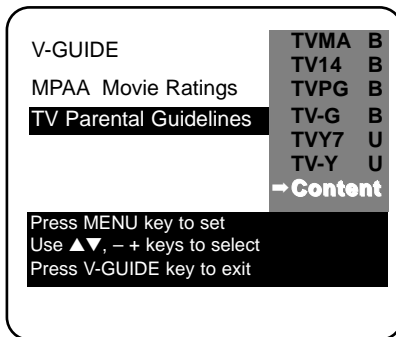 V-GUIDE
MPAA Movie Ratings
TV Parental Guidelines
TVMA B
TV14 B
TVPG B
TV-G B
TVY7 U
TV-Y U
➡Content
Press MENU key to set
Use ▲▼, – + keys to select
Press V-GUIDE key to exit